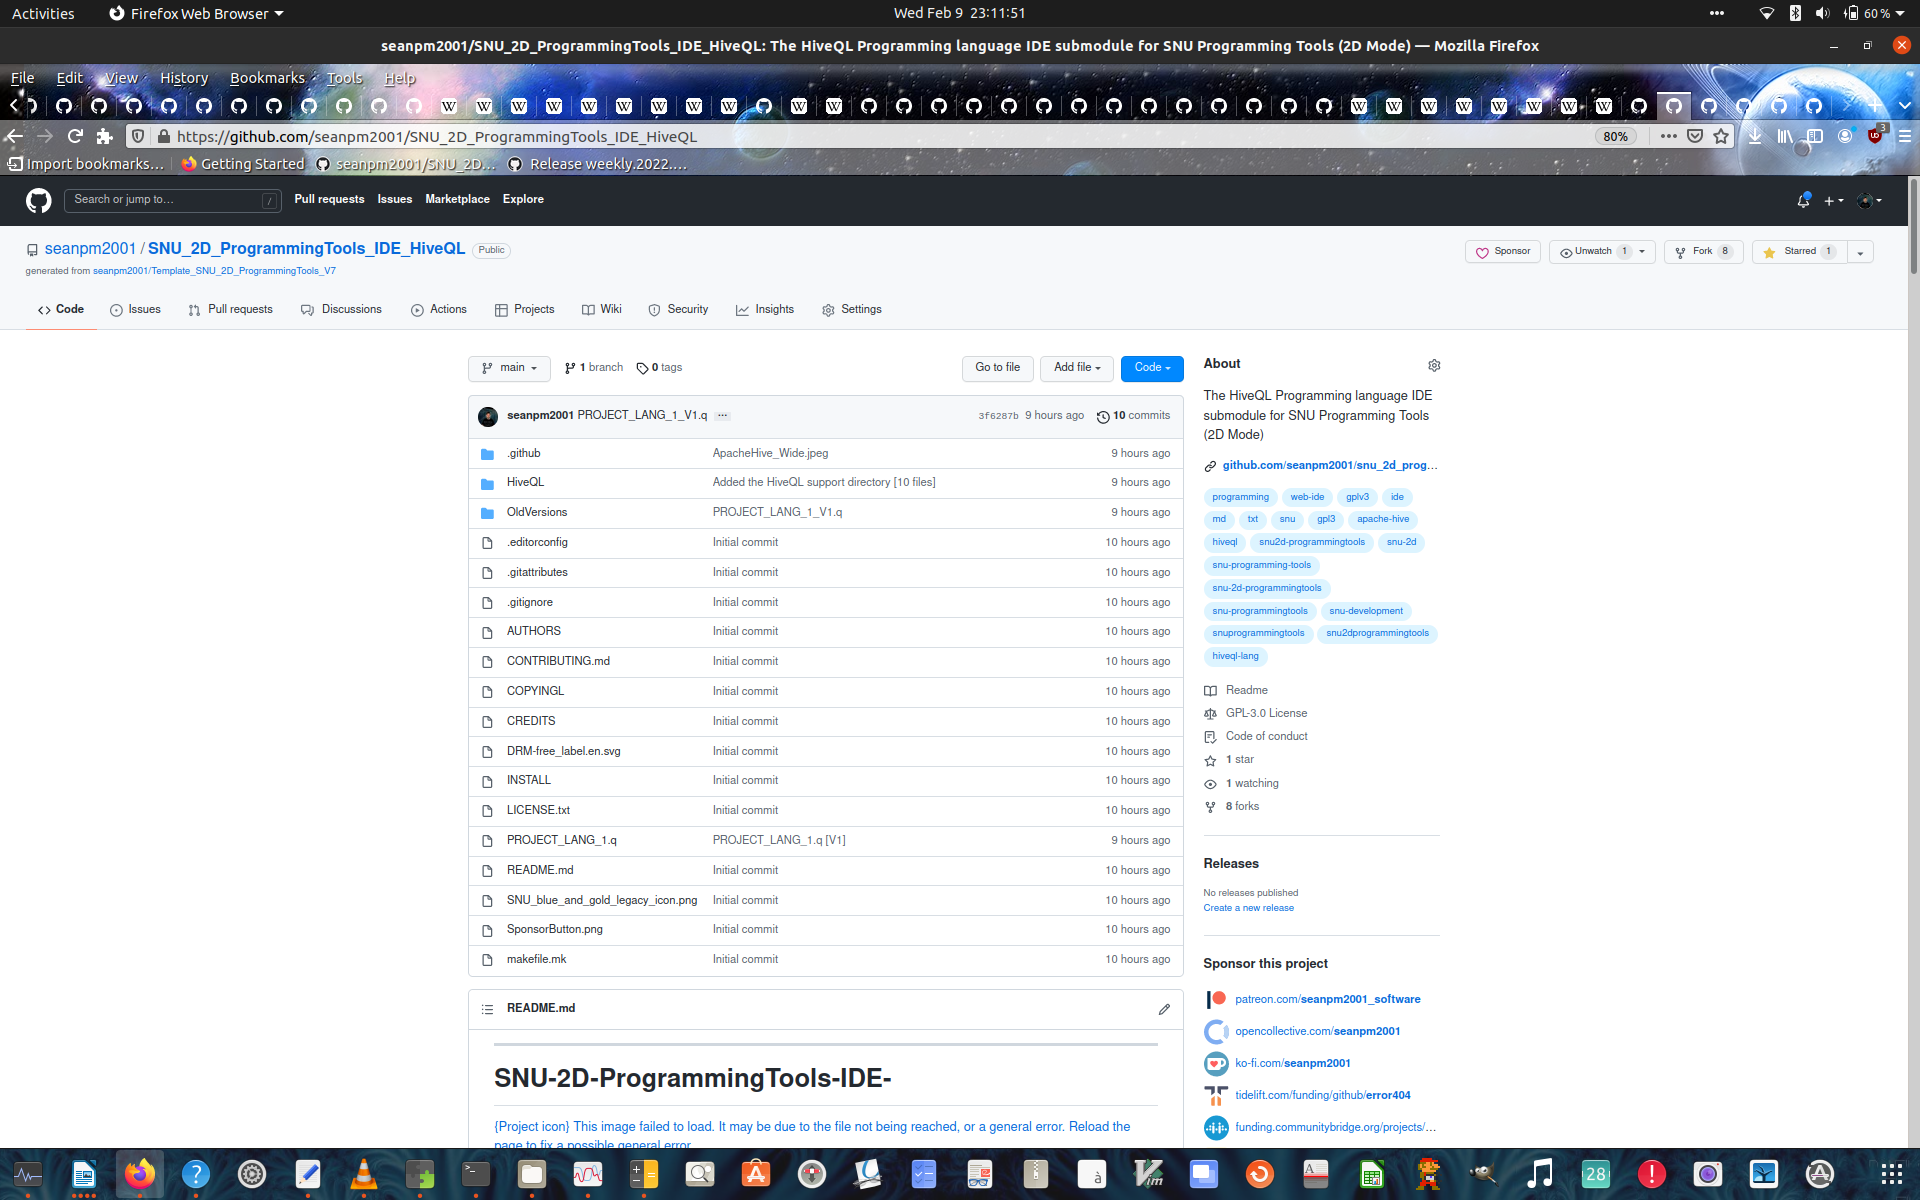 Activities
Firefox Web Browser
Wed Feb 9 23:11:51
60 %
seanpm2001/SNU_2D_ProgrammingTools_IDE_HiveQL: The HiveQL Programming language IDE submodule for SNU Programming Tools (2D Mode) — Mozilla Firefox
File Edit View History Bookmarks Tools Help
https://github.com/seanpm2001/SNU_2D_ProgrammingTools_IDE_HiveQL
80%
3
Import bookmarks...
Getting Started
seanpm2001/SNU_2D...
Release weekly.2022....
Search or jump to...
/
Pull requests Issues Marketplace Explore
seanpm2001 / SNU_2D_ProgrammingTools_IDE_HiveQL
Public
Sponsor
Unwatch 1
Fork 8
Starred 1
generated from seanpm2001/Template_SNU_2D_ProgrammingTools_V7
Code
Issues
Pull requests
Discussions
Actions
Projects
Wiki
Security
Insights
Settings
main
1 branch
0 tags
Go to file
Add file
Code
seanpm2001 PROJECT_LANG_1_V1.q ...
3f6287b 9 hours ago
10 commits
.github ApacheHive_Wide.jpeg 9 hours ago
HiveQL Added the HiveQL support directory [10 files] 9 hours ago
OldVersions PROJECT_LANG_1_V1.q 9 hours ago
.editorconfig Initial commit 10 hours ago
.gitattributes Initial commit 10 hours ago
.gitignore Initial commit 10 hours ago
AUTHORS Initial commit 10 hours ago
CONTRIBUTING.md Initial commit 10 hours ago
COPYINGL Initial commit 10 hours ago
CREDITS Initial commit 10 hours ago
DRM-free_label.en.svg Initial commit 10 hours ago
INSTALL Initial commit 10 hours ago
LICENSE.txt Initial commit 10 hours ago
PROJECT_LANG_1.q PROJECT_LANG_1.q [V1] 9 hours ago
README.md Initial commit 10 hours ago
SNU_blue_and_gold_legacy_icon.png Initial commit 10 hours ago
SponsorButton.png Initial commit 10 hours ago
makefile.mk Initial commit 10 hours ago
README.md
SNU-2D-ProgrammingTools-IDE-
{Project icon} This image failed to load. It may be due to the file not being reached, or a general error. Reload the
page to fix a possible general error.
About
The HiveQL Programming language IDE
submodule for SNU Programming Tools
(2D Mode)
github.com/seanpm2001/snu_2d_prog...
programming web-ide gplv3 ide
md txt snu gpl3 apache-hive
hiveql snu2d-programmingtools snu-2d
snu-programming-tools
snu-2d-programmingtools
snu-programmingtools snu-development
snuprogrammingtools snu2dprogrammingtools
hiveql-lang
Readme
GPL-3.0 License
Code of conduct
1 star
1 watching
8 forks
Releases
No releases published
Create a new release
Sponsor this project
patreon.com/seanpm2001_software
opencollective.com/seanpm2001
ko-fi.com/seanpm2001
tidelift.com/funding/github/error404
funding.communitybridge.org/projects/...
28